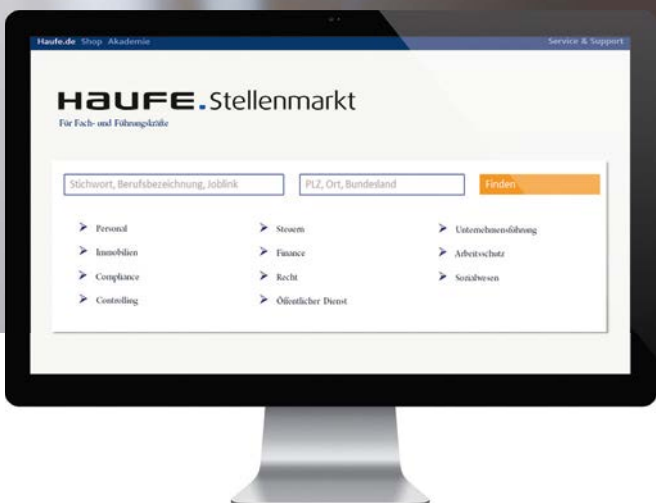 Haufe.de Shop Akademie
Service & Support
HAUFE.Stellenmarkt
Für Fach- und Führungskräfte
Stichwort, Berufsbezeichnung, Joblink
PLZ, Ort, Bundesland
Finden
Personal
Steuern
Unternehmensführung
Immobilien
Finance
Arbeitsschutz
Compliance
Recht
Sozialwesen
Controlling
Öffentlicher Dienst